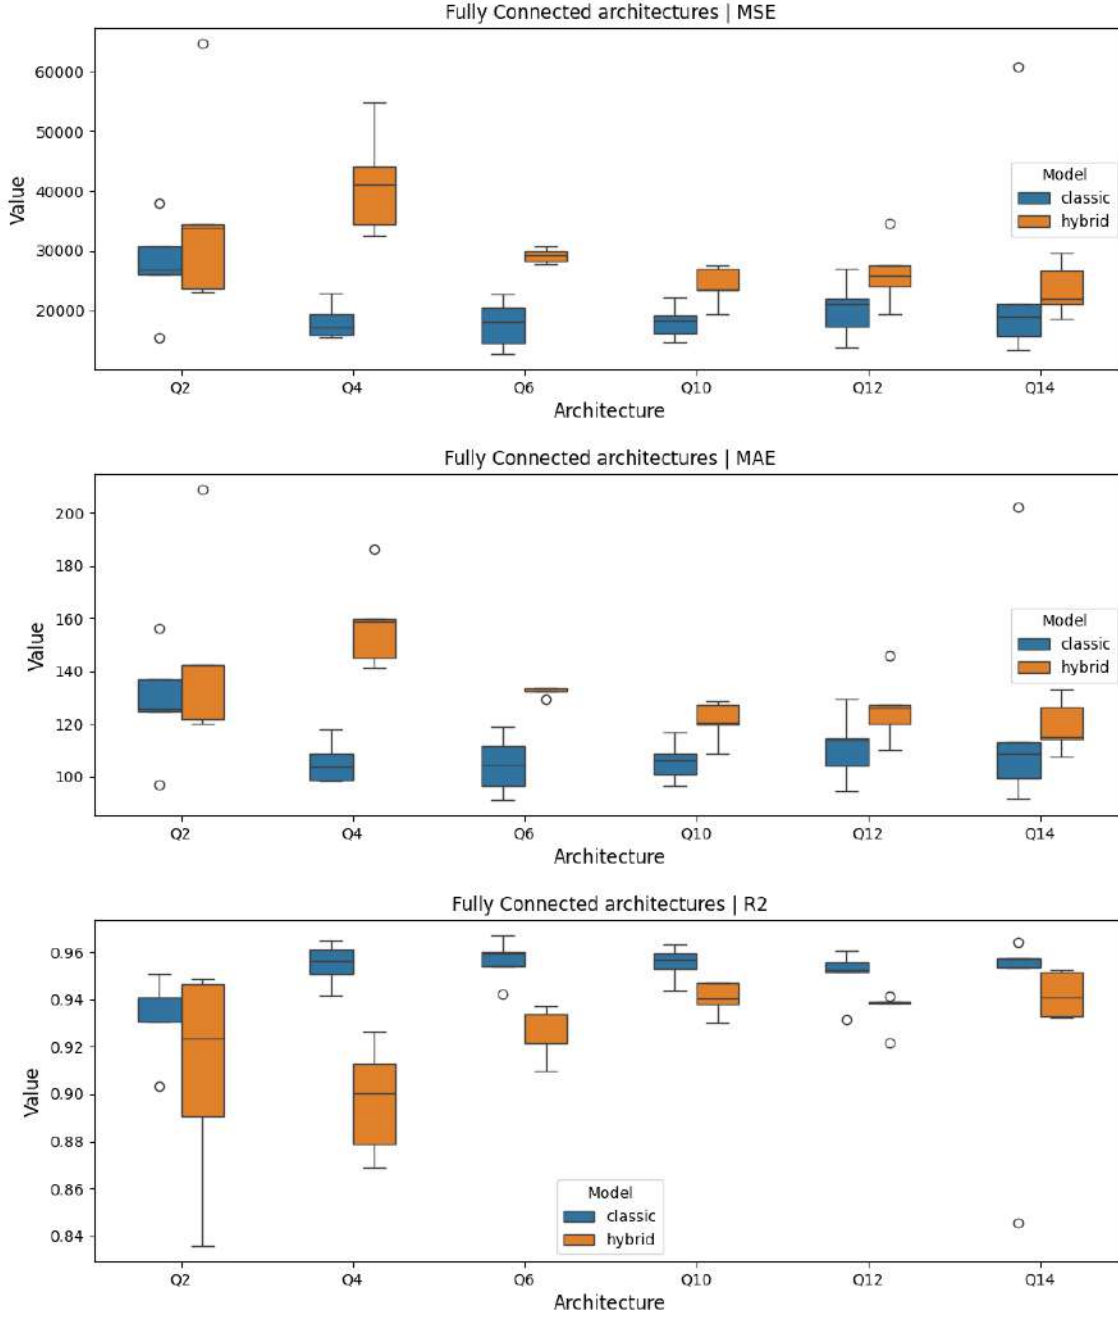 Fully Connected architectures | MSE
60000
50000
40000
30000
20000
Value
Model
classic
hybrid
Q2 Q4 Q6 Q10 Q12 Q14
Architecture
Fully Connected architectures | MAE
200
180
160
140
120
100
Value
Model
classic
hybrid
Q2 Q4 Q6 Q10 Q12 Q14
Architecture
Fully Connected architectures | R2
0.96
0.94
0.92
0.90
0.88
0.86
0.84
Value
Model
classic
hybrid
Q2 Q4 Q6 Q10 Q12 Q14
Architecture